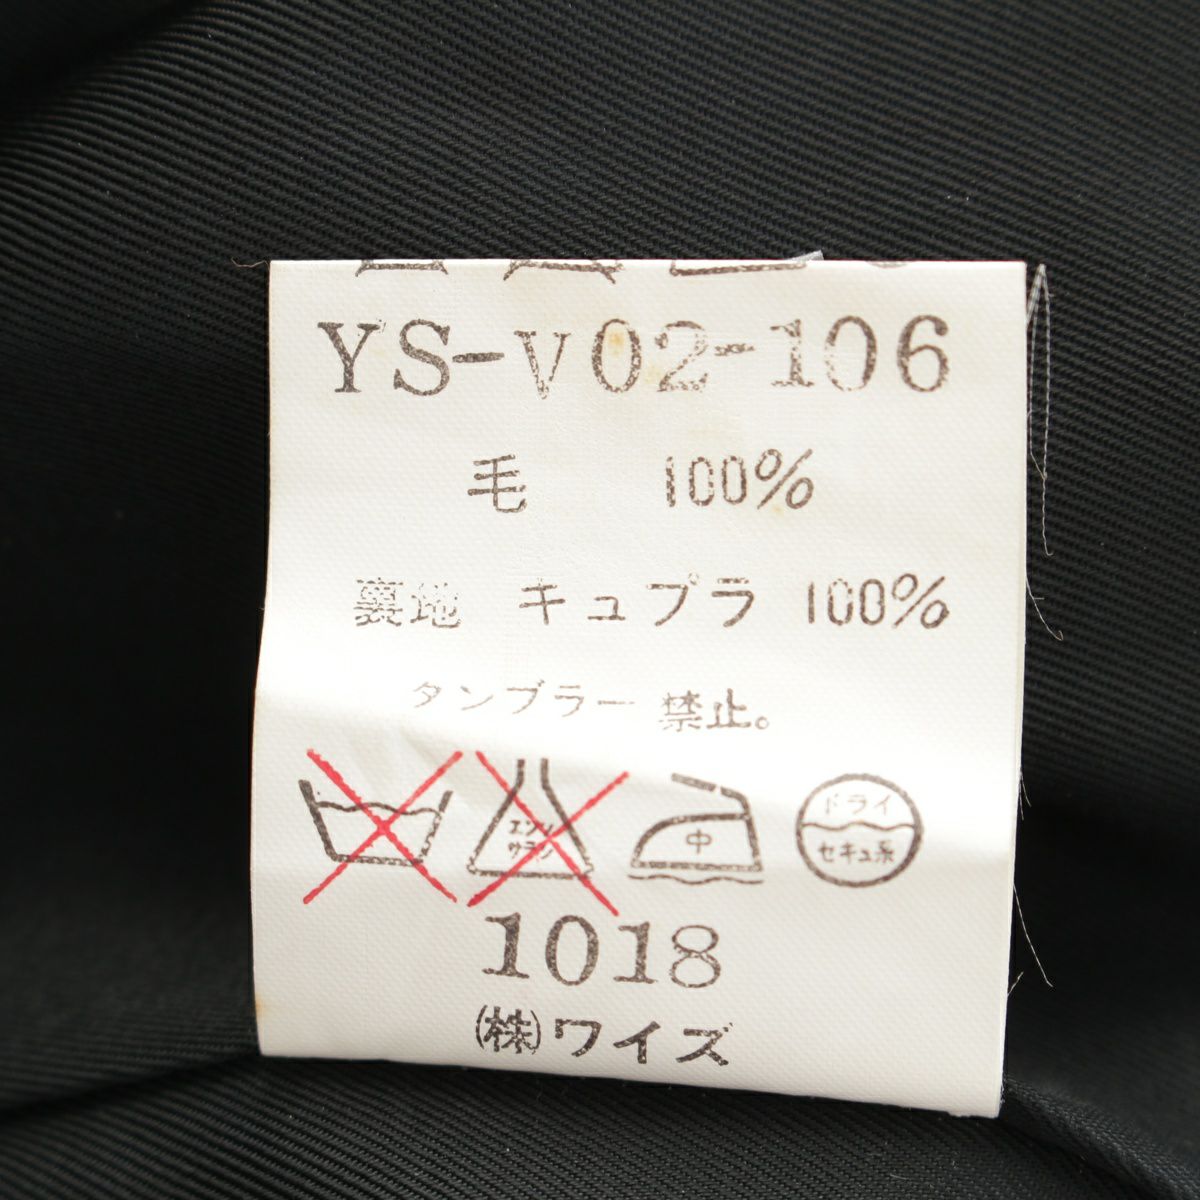 YS-V02-106
毛 100%
裏地 キュプラ 100%
タンブラー 禁止。
エンソ
サラシ
中
ドライ
セキュ系
1018
(株)ワイズ